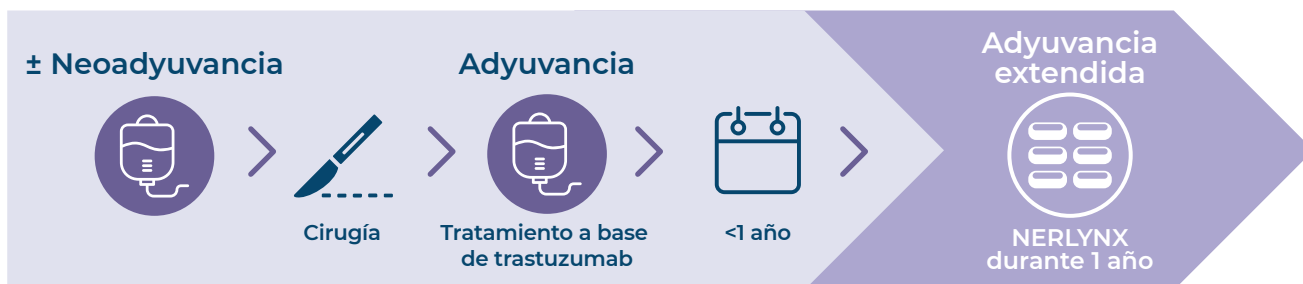 ± Neoadyuvancia
Adyuvancia
Adyuvancia
extendida
Cirugía
Tratamiento a base
de trastuzumab
<1 año
NERLYNX
durante 1 año